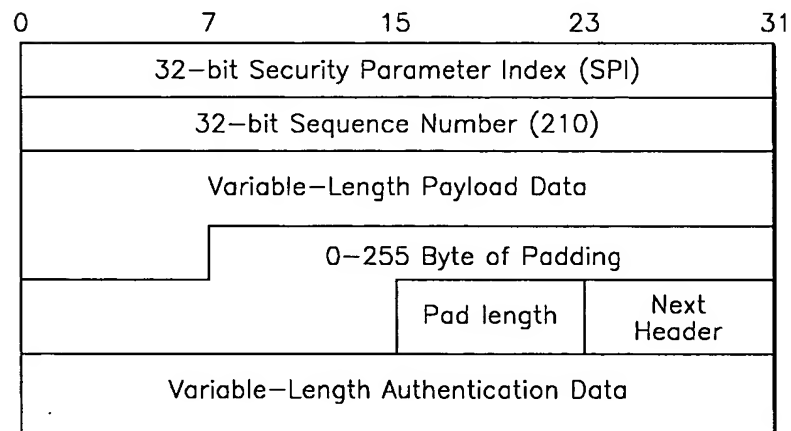 0 7 15 23 31
32-bit Security Parameter Index (SPI)
32-bit Sequence Number (210)
Variable-Length Payload Data
0-255 Byte of Padding
Pad length
Next
Header
Variable-Length Authentication Data